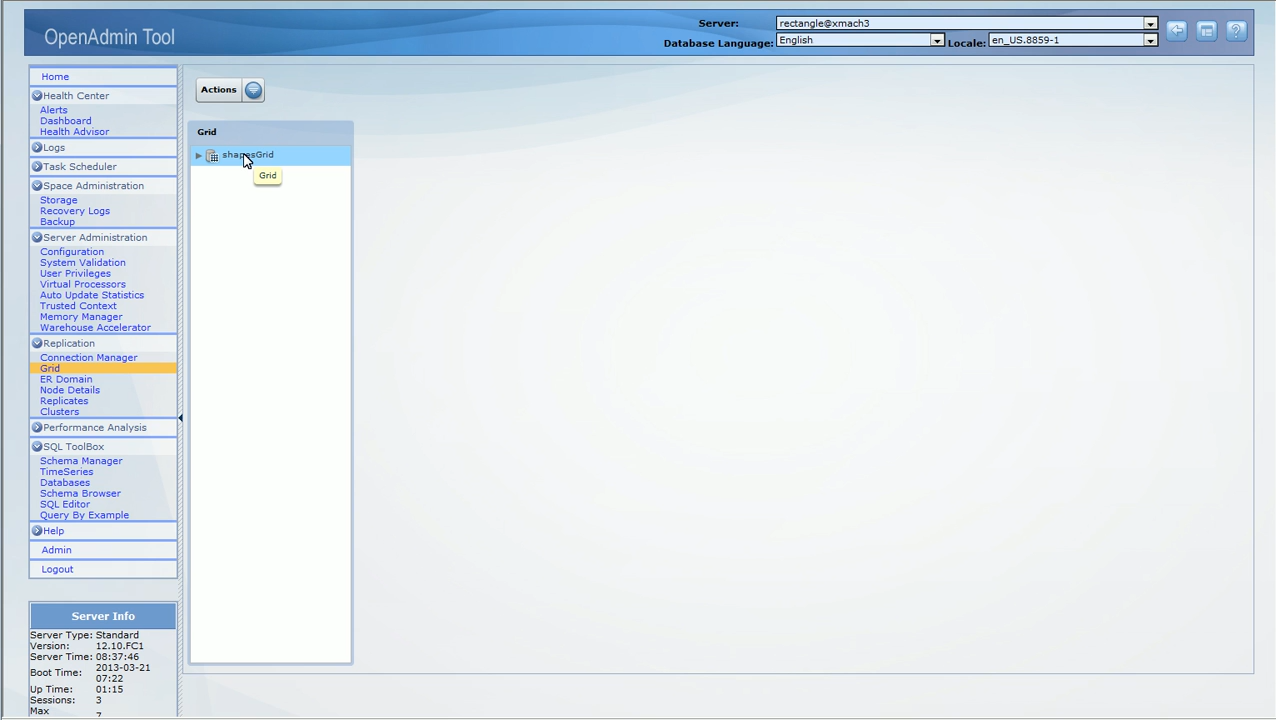 OpenAdmin Tool
Server: rectangle@xmach3
Database Language: English Locale: en_US.8859-1
Home
Health Center
Alerts
Dashboard
Health Advisor
Logs
Task Scheduler
Space Administration
Storage
Recovery Logs
Backup
Server Administration
Configuration
System Validation
User Privileges
Virtual Processors
Auto Update Statistics
Trusted Context
Memory Manager
Warehouse Accelerator
Replication
Connection Manager
Grid
ER Domain
Node Details
Replicates
Clusters
Performance Analysis
SQL ToolBox
Schema Manager
TimeSeries
Databases
Schema Browser
SQL Editor
Query By Example
Help
Admin
Logout
Server Info
Server Type: Standard
Version: 12.10.FC1
Server Time: 08:37:46
Boot Time: 2013-03-21
07:22
Up Time: 01:15
Sessions: 3
Max
Actions
Grid
shapesGrid
Grid